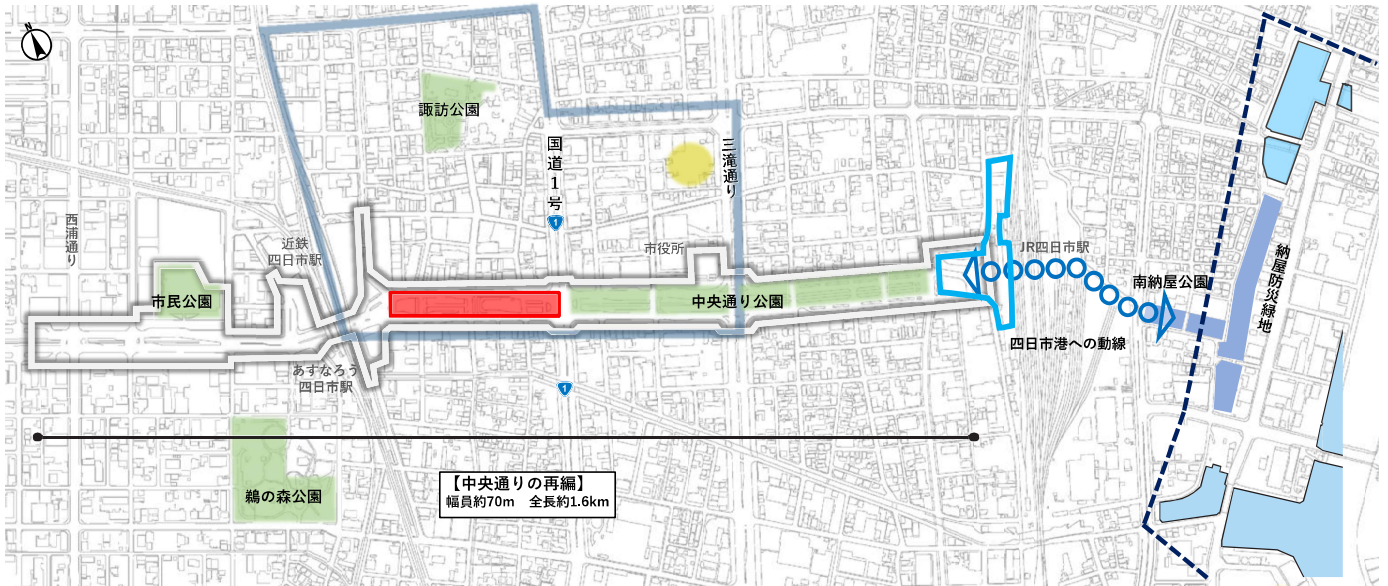 N
諏訪公園
国道1号
1
三滝通り
西浦通り
近鉄
四日市駅
市役所
JR四日市駅
納屋防災緑地
市民公園
中央通り公園
南納屋公園
四日市港への動線
あすなろう
四日市駅
1
鵜の森公園
【中央通りの再編】
幅員約70m 全長約1.6km